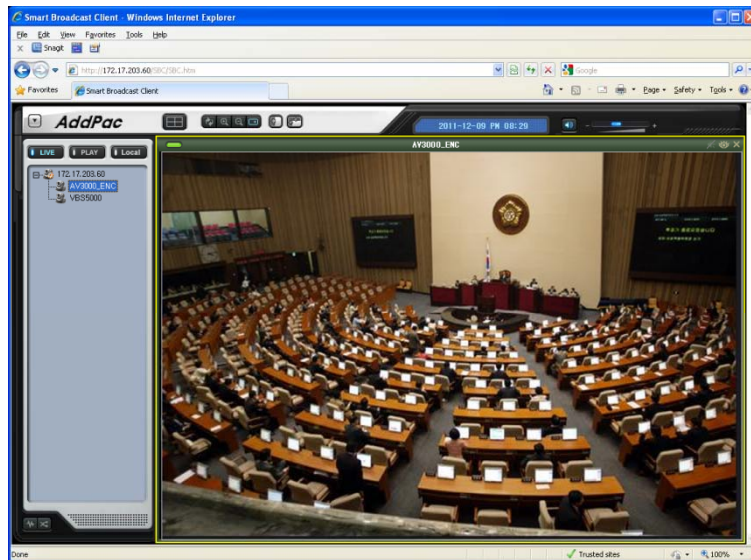 Smart Broadcast Client - Windows Internet Explorer
File Edit View Favorites Tools Help
SnagIt
http://172.17.203.60/SBC/SBC.htm
Google
Favorites
Smart Broadcast Client
Page
Safety
Tools
AddPac
2011-12-09 PM 08:29
LIVE
PLAY
Local
AV3000_ENC
172.17.203.60
AV3000_ENC
VBS5000
Done
Trusted sites
100%